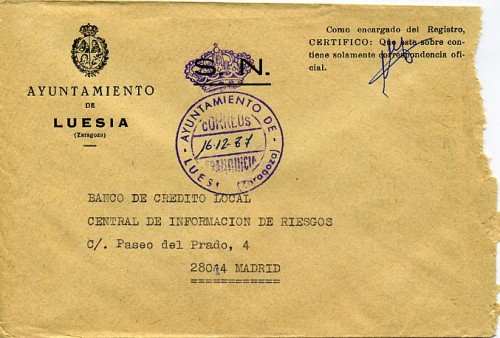 AYUNTAMIENTO
DE
LUESIA
(Zaragoza)
S. N.
Como encargado del Registro,
CERTIFICO: Que este sobre con-
tiene solamente correspondencia ofi-
cial.
AYUNTAMIENTO DE
CORREOS
16-12-87
FRANQUICIA
LUESIA (Zaragoza)
BANCO DE CREDITO LOCAL
CENTRAL DE INFORMACION DE RIESGOS
C/. Paseo del Prado, 4
28044 MADRID